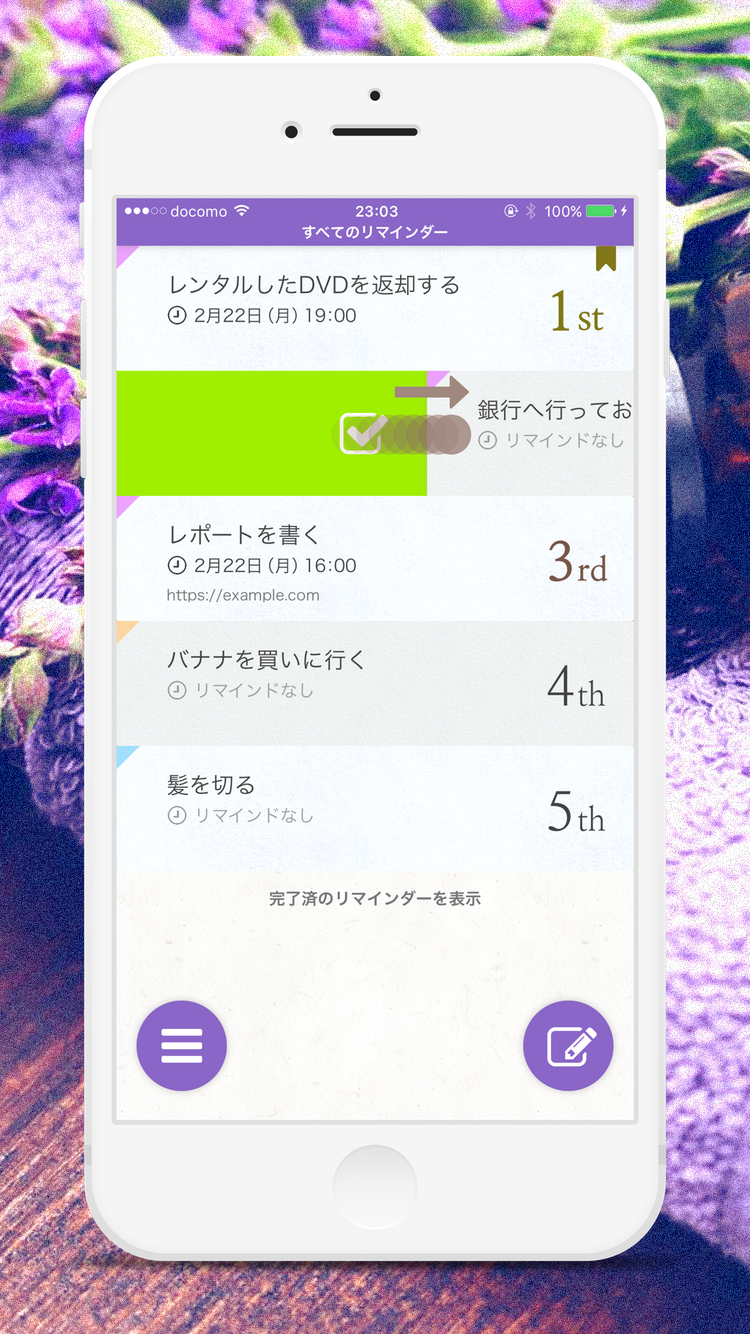 docomo 23:03 100%
すべてのリマインダー
レンタルしたDVDを返却する
2月22日 (月) 19:00
1st
銀行へ行ってお
リマインドなし
レポートを書く
2月22日 (月) 16:00
https://example.com
3rd
バナナを買いに行く
リマインドなし
4th
髪を切る
リマインドなし
5th
完了済のリマインダーを表示